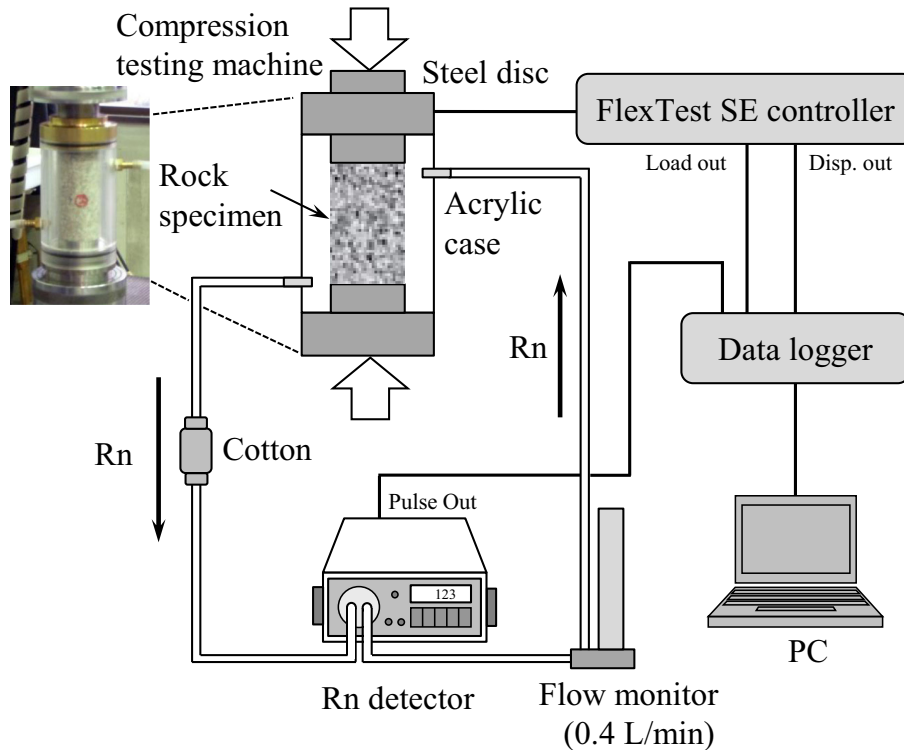 Compression
testing machine
Steel disc
FlexTest SE controller
Load out
Disp. out
Rock
specimen
Acrylic
case
Rn
Data logger
Rn
Cotton
Pulse Out
123
PC
Rn detector
Flow monitor
(0.4 L/min)